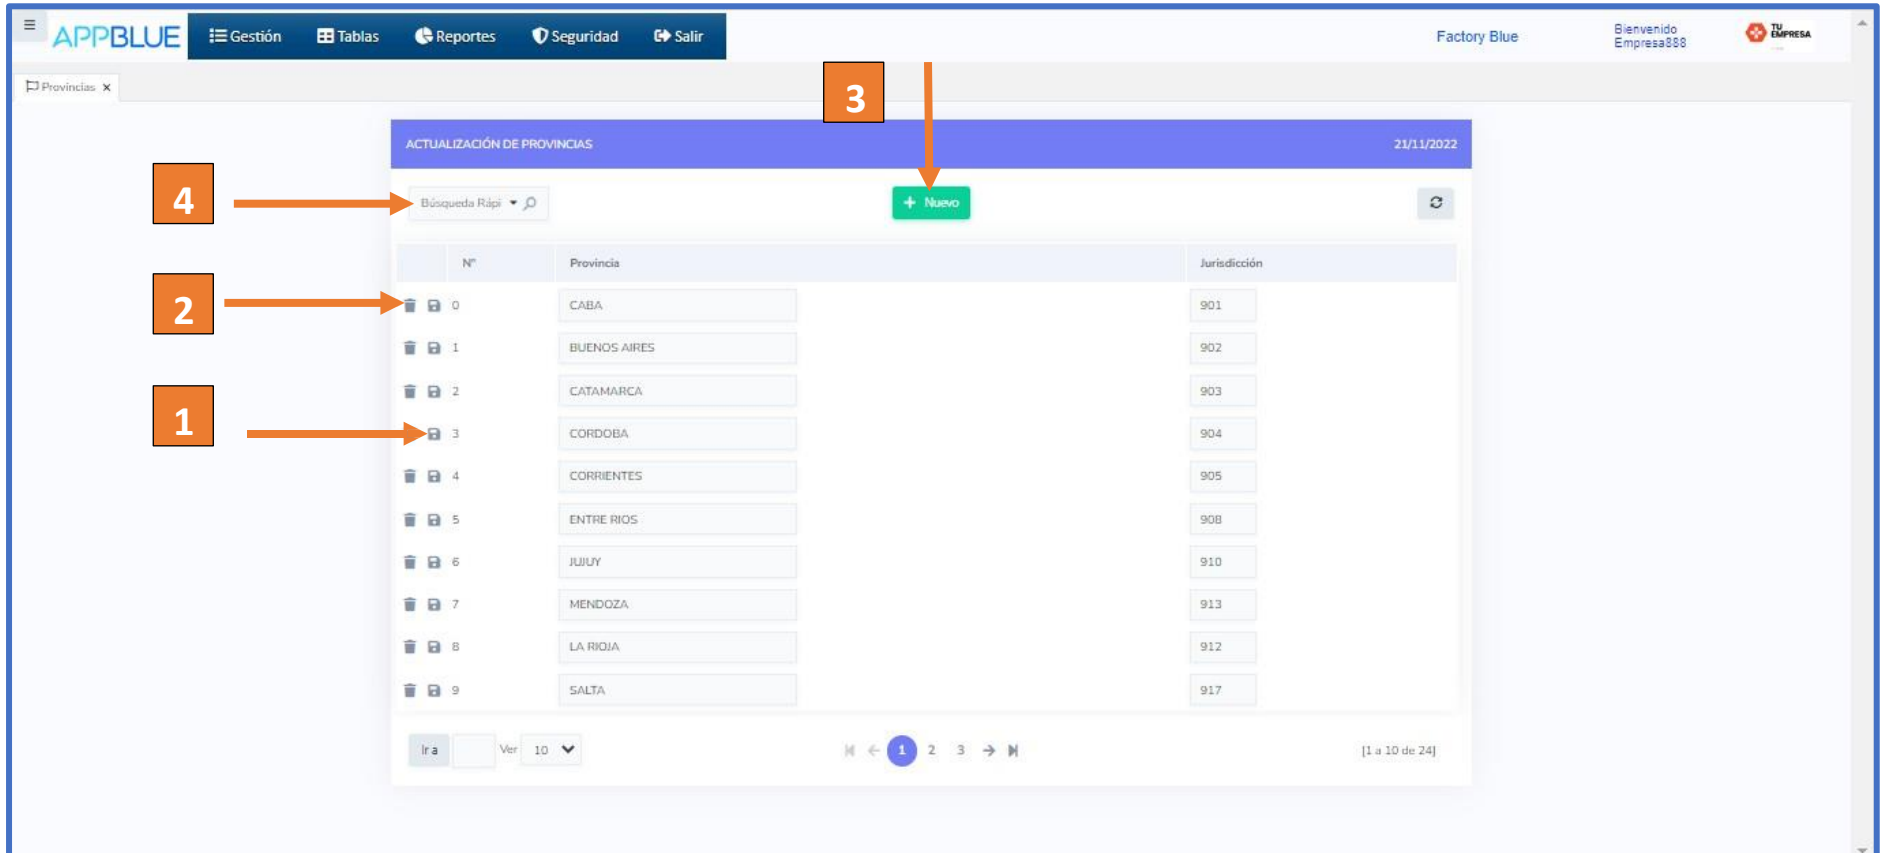 APPBLUE Gestión Tablas Reportes Seguridad Salir Factory Blue Bienvenido Empresa888 TU EMPRESA
Provincias x
3
ACTUALIZACIÓN DE PROVINCIAS 21/11/2022
4 Búsqueda Rápi + Nuevo
N° Provincia Jurisdicción
2 0 CABA 901
1 BUENOS AIRES 902
2 CATAMARCA 903
1 3 CORDOBA 904
4 CORRIENTES 905
5 ENTRE RIOS 908
6 JUJUY 910
7 MENDOZA 913
8 LA RIOJA 912
9 SALTA 917
Ir a Ver 10 1 2 3 [1 a 10 de 24]